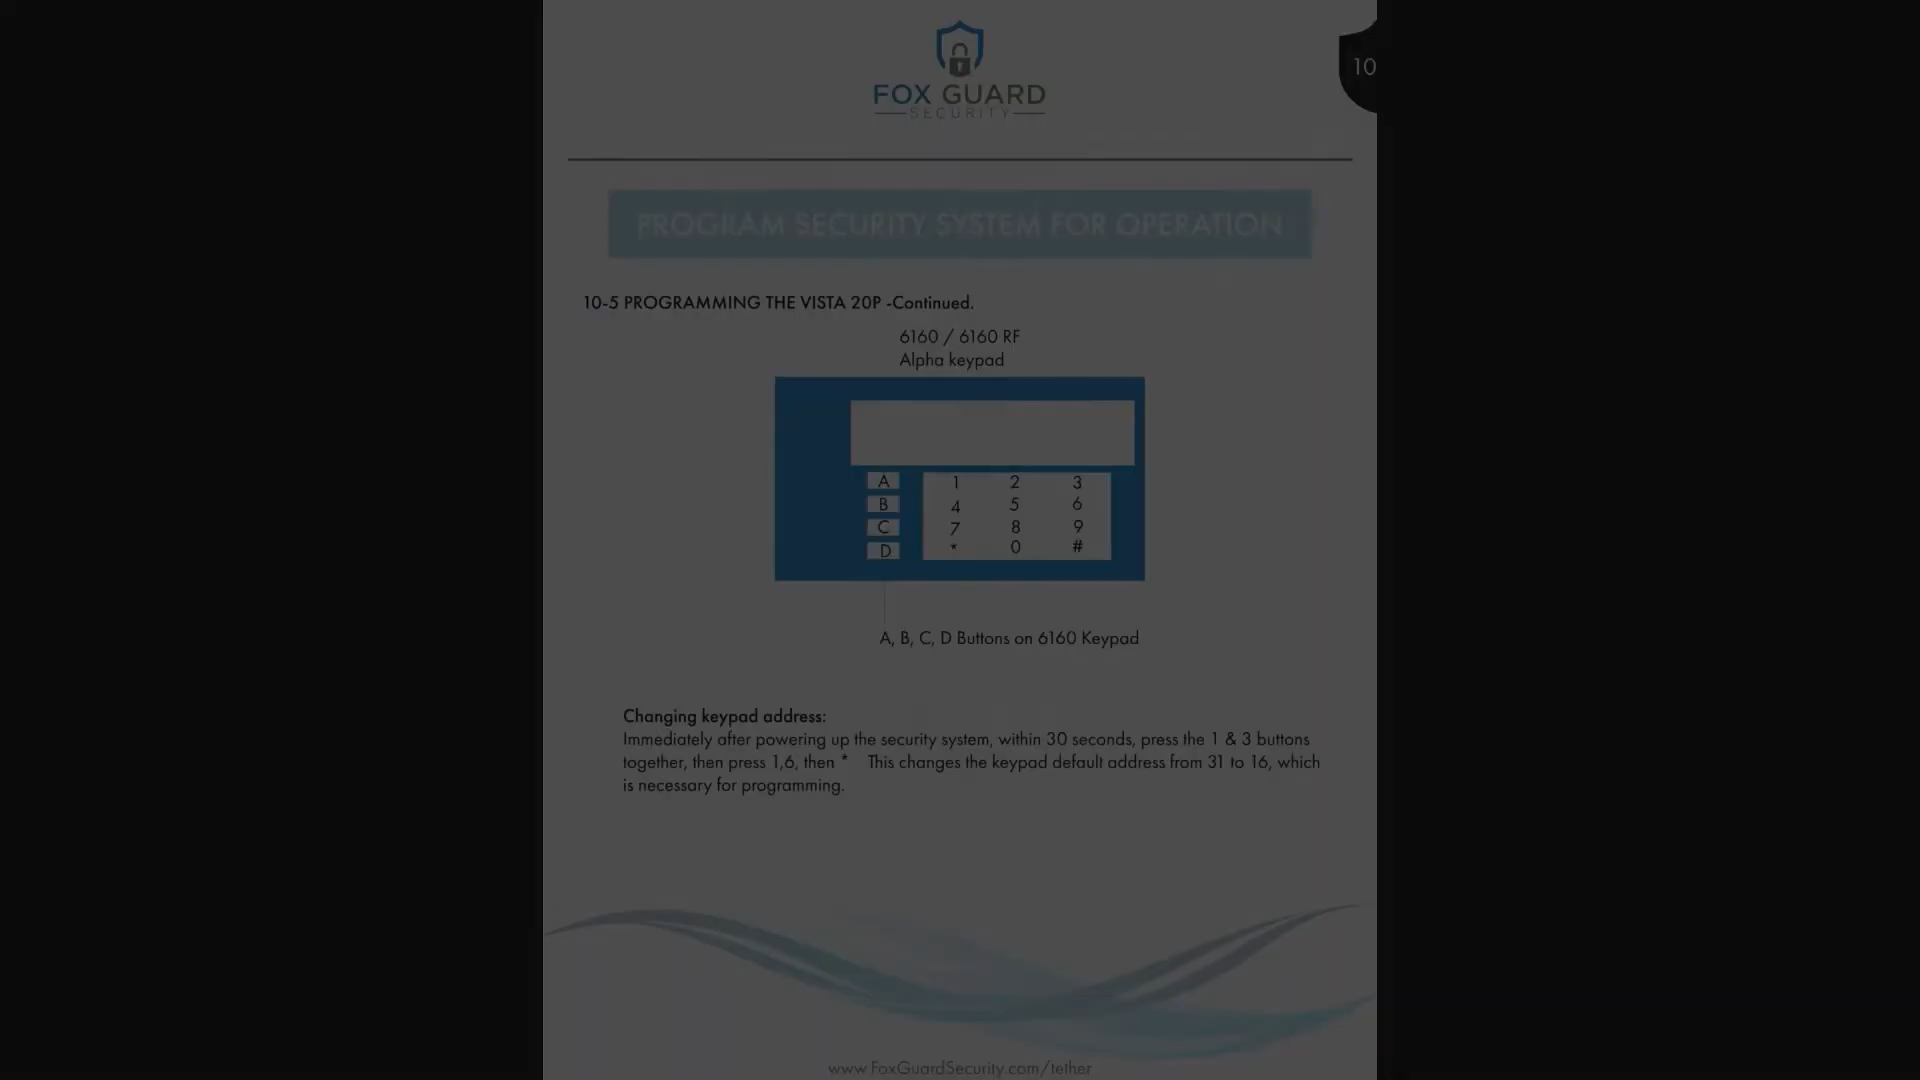 10
FOX GUARD
SECURITY
PROGRAM SECURITY SYSTEM FOR OPERATION
10-5 PROGRAMMING THE VISTA 20P -Continued.
6160 / 6160 RF
Alpha keypad
A 1 2 3
B 4 5 6
C 7 8 9
D * 0 #
A, B, C, D Buttons on 6160 Keypad
Changing keypad address:
Immediately after powering up the security system, within 30 seconds, press the 1 & 3 buttons
together, then press 1,6, then * This changes the keypad default address from 31 to 16, which
is necessary for programming.
www.FoxGuardSecurity.com/tether